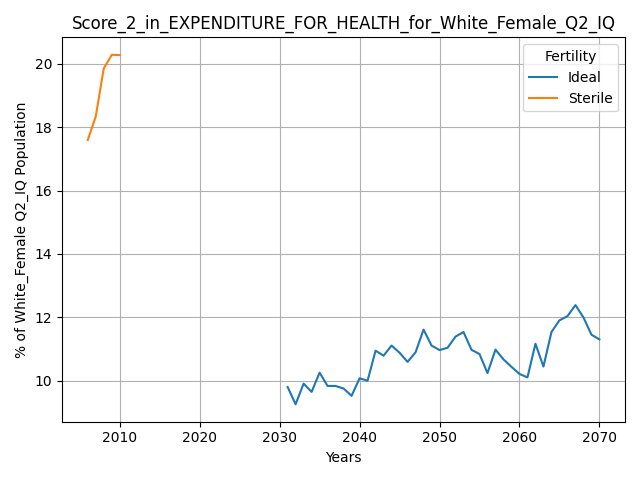 Score_2_in_EXPENDITURE_FOR_HEALTH_for_White_Female_Q2_IQ
Fertility
Ideal
Sterile
% of White_Female Q2_IQ Population
20
18
16
14
12
10
2010 2020 2030 2040 2050 2060 2070
Years